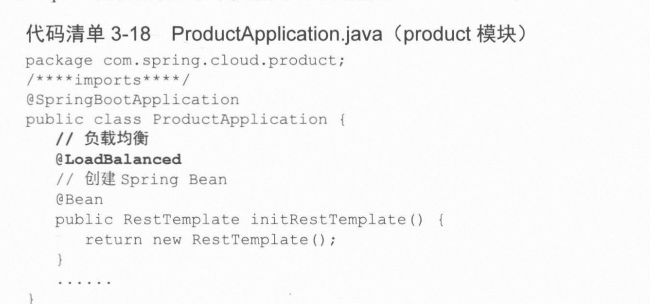 代码清单 3-18 ProductApplication.java（product 模块）
package com.spring.cloud.product;
/****imports****/
@SpringBootApplication
public class ProductApplication {
// 负载均衡
@LoadBalanced
// 创建 Spring Bean
@Bean
public RestTemplate initRestTemplate() {
return new RestTemplate();
}
......
}